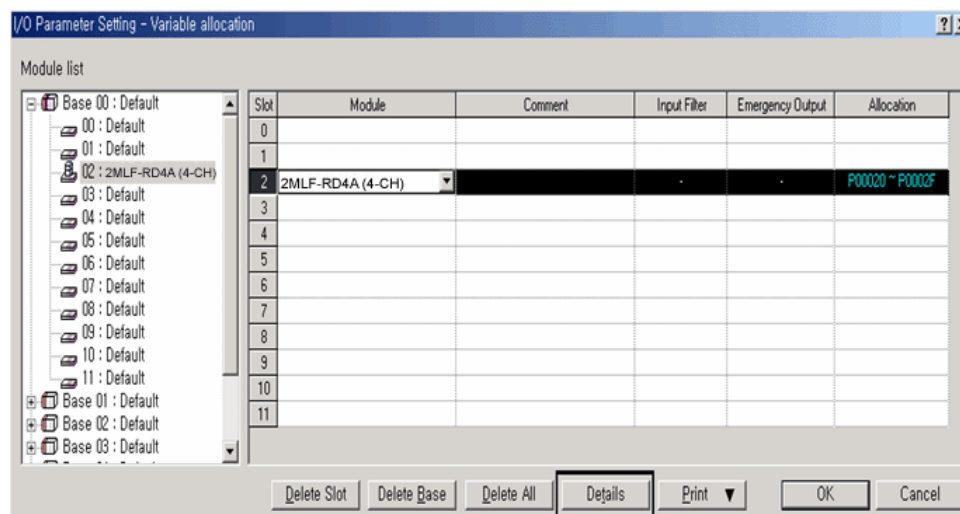 I/O Parameter Setting - Variable allocation
Module list
Base 00 : Default
00 : Default
01 : Default
02 : 2MLF-RD4A (4-CH)
03 : Default
04 : Default
05 : Default
06 : Default
07 : Default
08 : Default
09 : Default
10 : Default
11 : Default
Base 01 : Default
Base 02 : Default
Base 03 : Default
Slot Module Comment Input Filter Emergency Output Allocation
0
1
2 2MLF-RD4A (4-CH) - - P00020 ~ P0002F
3
4
5
6
7
8
9
10
11
Delete Slot Delete Base Delete All Details Print ▼ OK Cancel